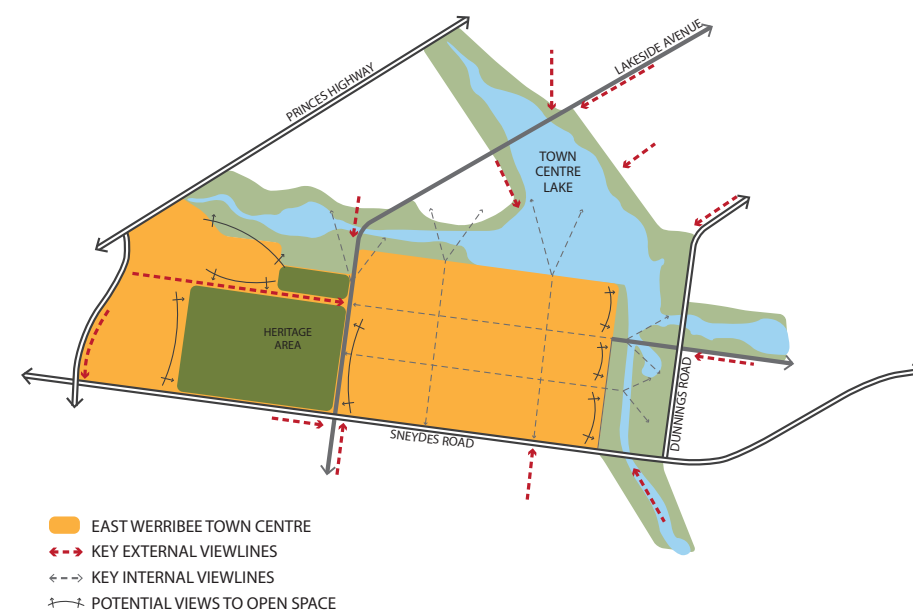 PRINCES HIGHWAY
LAKESIDE AVENUE
TOWN
CENTRE
LAKE
HERITAGE
AREA
DUNNINGS ROAD
SNEYDES ROAD
EAST WERRIBEE TOWN CENTRE
KEY EXTERNAL VIEWLINES
KEY INTERNAL VIEWLINES
POTENTIAL VIEWS TO OPEN SPACE